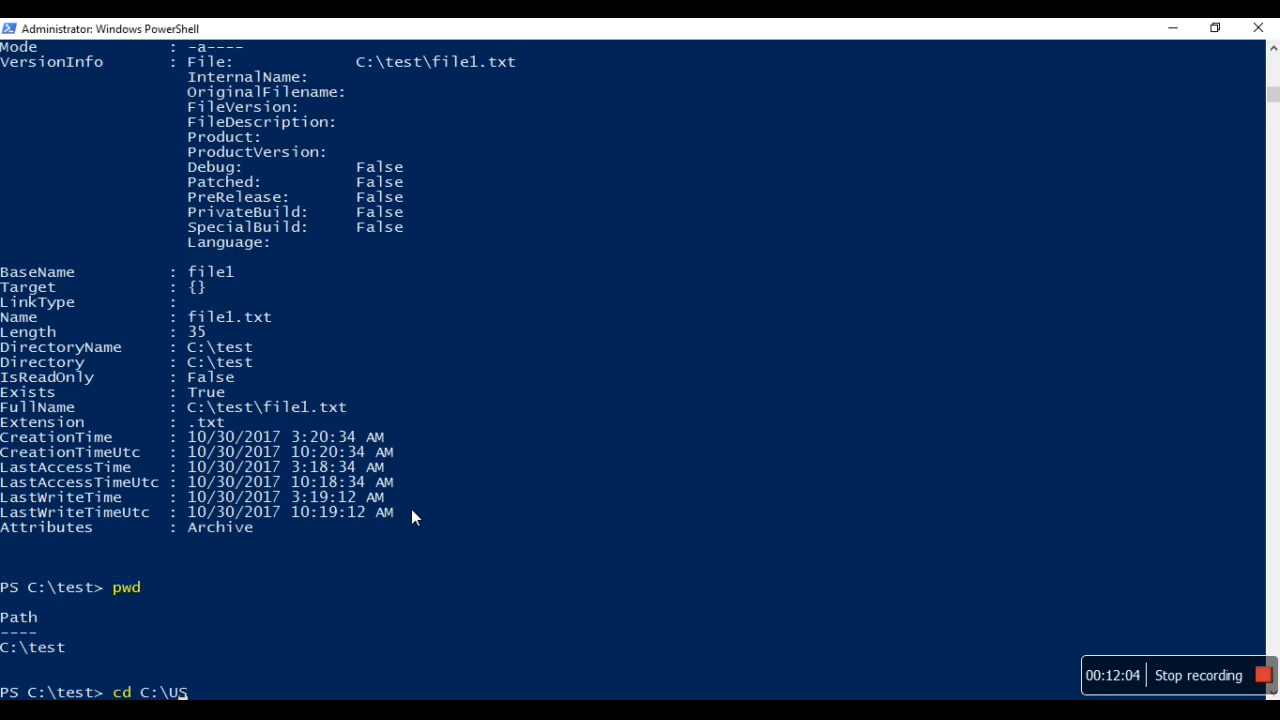 Administrator: Windows PowerShell
Mode : -a----
VersionInfo : File: C:\test\file1.txt
InternalName:
OriginalFilename:
FileVersion:
FileDescription:
Product:
ProductVersion:
Debug: False
Patched: False
PreRelease: False
PrivateBuild: False
SpecialBuild: False
Language:
BaseName : file1
Target : {}
LinkType :
Name : file1.txt
Length : 35
DirectoryName : C:\test
Directory : C:\test
IsReadOnly : False
Exists : True
FullName : C:\test\file1.txt
Extension : .txt
CreationTime : 10/30/2017 3:20:34 AM
CreationTimeUtc : 10/30/2017 10:20:34 AM
LastAccessTime : 10/30/2017 3:18:34 AM
LastAccessTimeUtc : 10/30/2017 10:18:34 AM
LastWriteTime : 10/30/2017 3:19:12 AM
LastWriteTimeUtc : 10/30/2017 10:19:12 AM
Attributes : Archive
PS C:\test> pwd
Path
----
C:\test
00:12:04 Stop recording
PS C:\test> cd C:\US